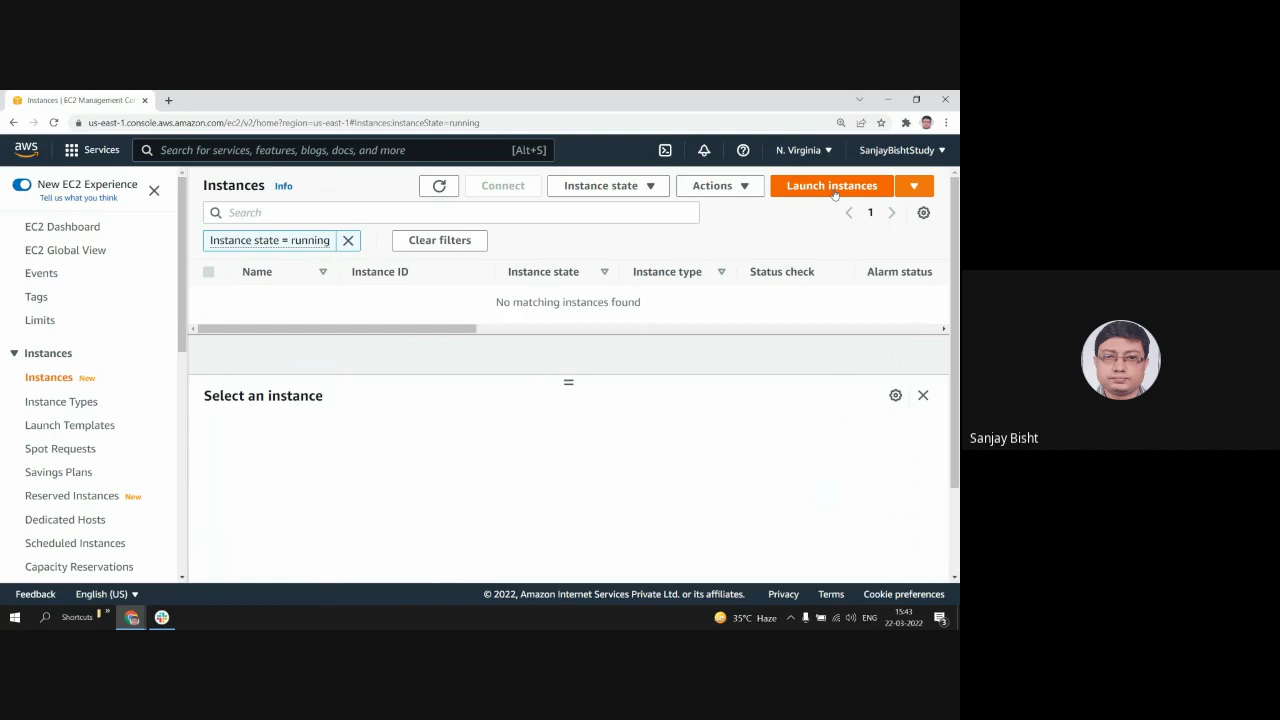 Instances | EC2 Management Con
us-east-1.console.aws.amazon.com/ec2/v2/home?region=us-east-1#Instances:instanceState=running
aws
Services
Search for services, features, blogs, docs, and more
[Alt+S]
N. Virginia
SanjayBishtStudy
New EC2 Experience
Tell us what you think
EC2 Dashboard
EC2 Global View
Events
Tags
Limits
Instances
Instances New
Instance Types
Launch Templates
Spot Requests
Savings Plans
Reserved Instances New
Dedicated Hosts
Scheduled Instances
Capacity Reservations
Instances Info
Connect
Instance state
Actions
Launch instances
Search
1
Instance state = running
Clear filters
Name
Instance ID
Instance state
Instance type
Status check
Alarm status
No matching instances found
Select an instance
Feedback
English (US)
© 2022, Amazon Internet Services Private Ltd. or its affiliates.
Privacy
Terms
Cookie preferences
Shortcuts
35°C Haze
ENG
15:43
22-03-2022
3
Sanjay Bisht